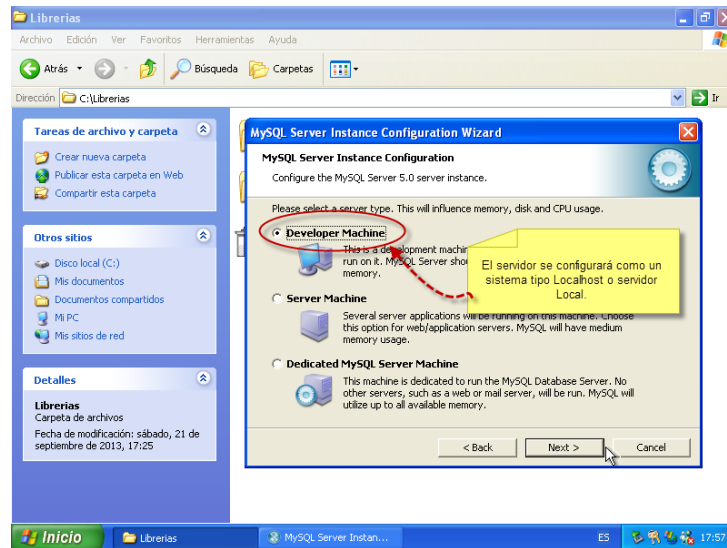 Librerias
Archivo Edición Ver Favoritos Herramientas Ayuda
Atrás Búsqueda Carpetas
Dirección C:\Librerias Ir
Tareas de archivo y carpeta
Crear nueva carpeta
Publicar esta carpeta en Web
Compartir esta carpeta
Otros sitios
Disco local (C:)
Mis documentos
Documentos compartidos
Mi PC
Mis sitios de red
Detalles
Librerias
Carpeta de archivos
Fecha de modificación: sábado, 21 de
septiembre de 2013, 17:25
MySQL Server Instance Configuration Wizard
MySQL Server Instance Configuration
Configure the MySQL Server 5.0 server instance.
Please select a server type. This will influence memory, disk and CPU usage.
Developer Machine
This is a development machin
run on it. MySQL Server shou
memory.
El servidor se configurará como un
sistema tipo Localhost o servidor
Local.
Server Machine
Several server applications will be running on this machine. Choose
this option for web/application servers. MySQL will have medium
memory usage.
Dedicated MySQL Server Machine
This machine is dedicated to run the MySQL Database Server. No
other servers, such as a web or mail server, will be run. MySQL will
utilize up to all available memory.
< Back Next > Cancel
Inicio Librerias MySQL Server Instan... ES 17:57